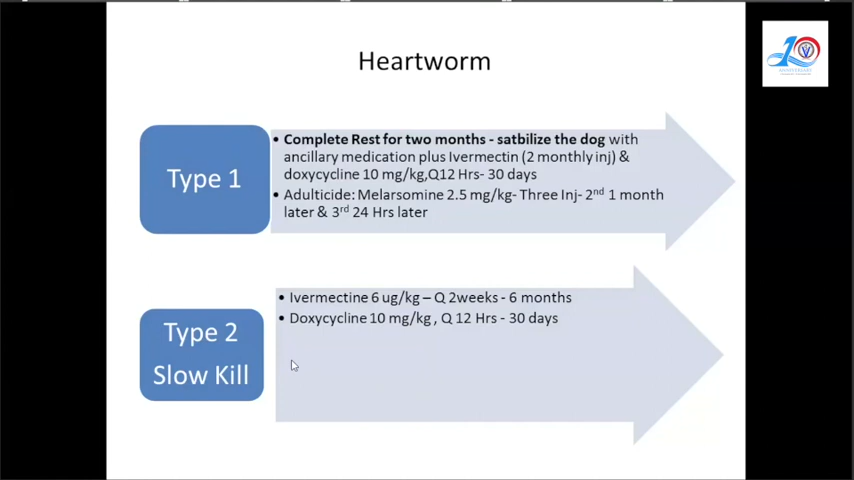 Heartworm
Type 1
• Complete Rest for two months - satbilize the dog with
ancillary medication plus Ivermectin (2 monthly inj) &
doxycycline 10 mg/kg,Q12 Hrs- 30 days
• Adulticide: Melarsomine 2.5 mg/kg- Three Inj- 2nd 1 month
later & 3rd 24 Hrs later
Type 2
Slow Kill
• Ivermectine 6 ug/kg – Q 2weeks - 6 months
• Doxycycline 10 mg/kg , Q 12 Hrs - 30 days
10
ANNIVERSARY